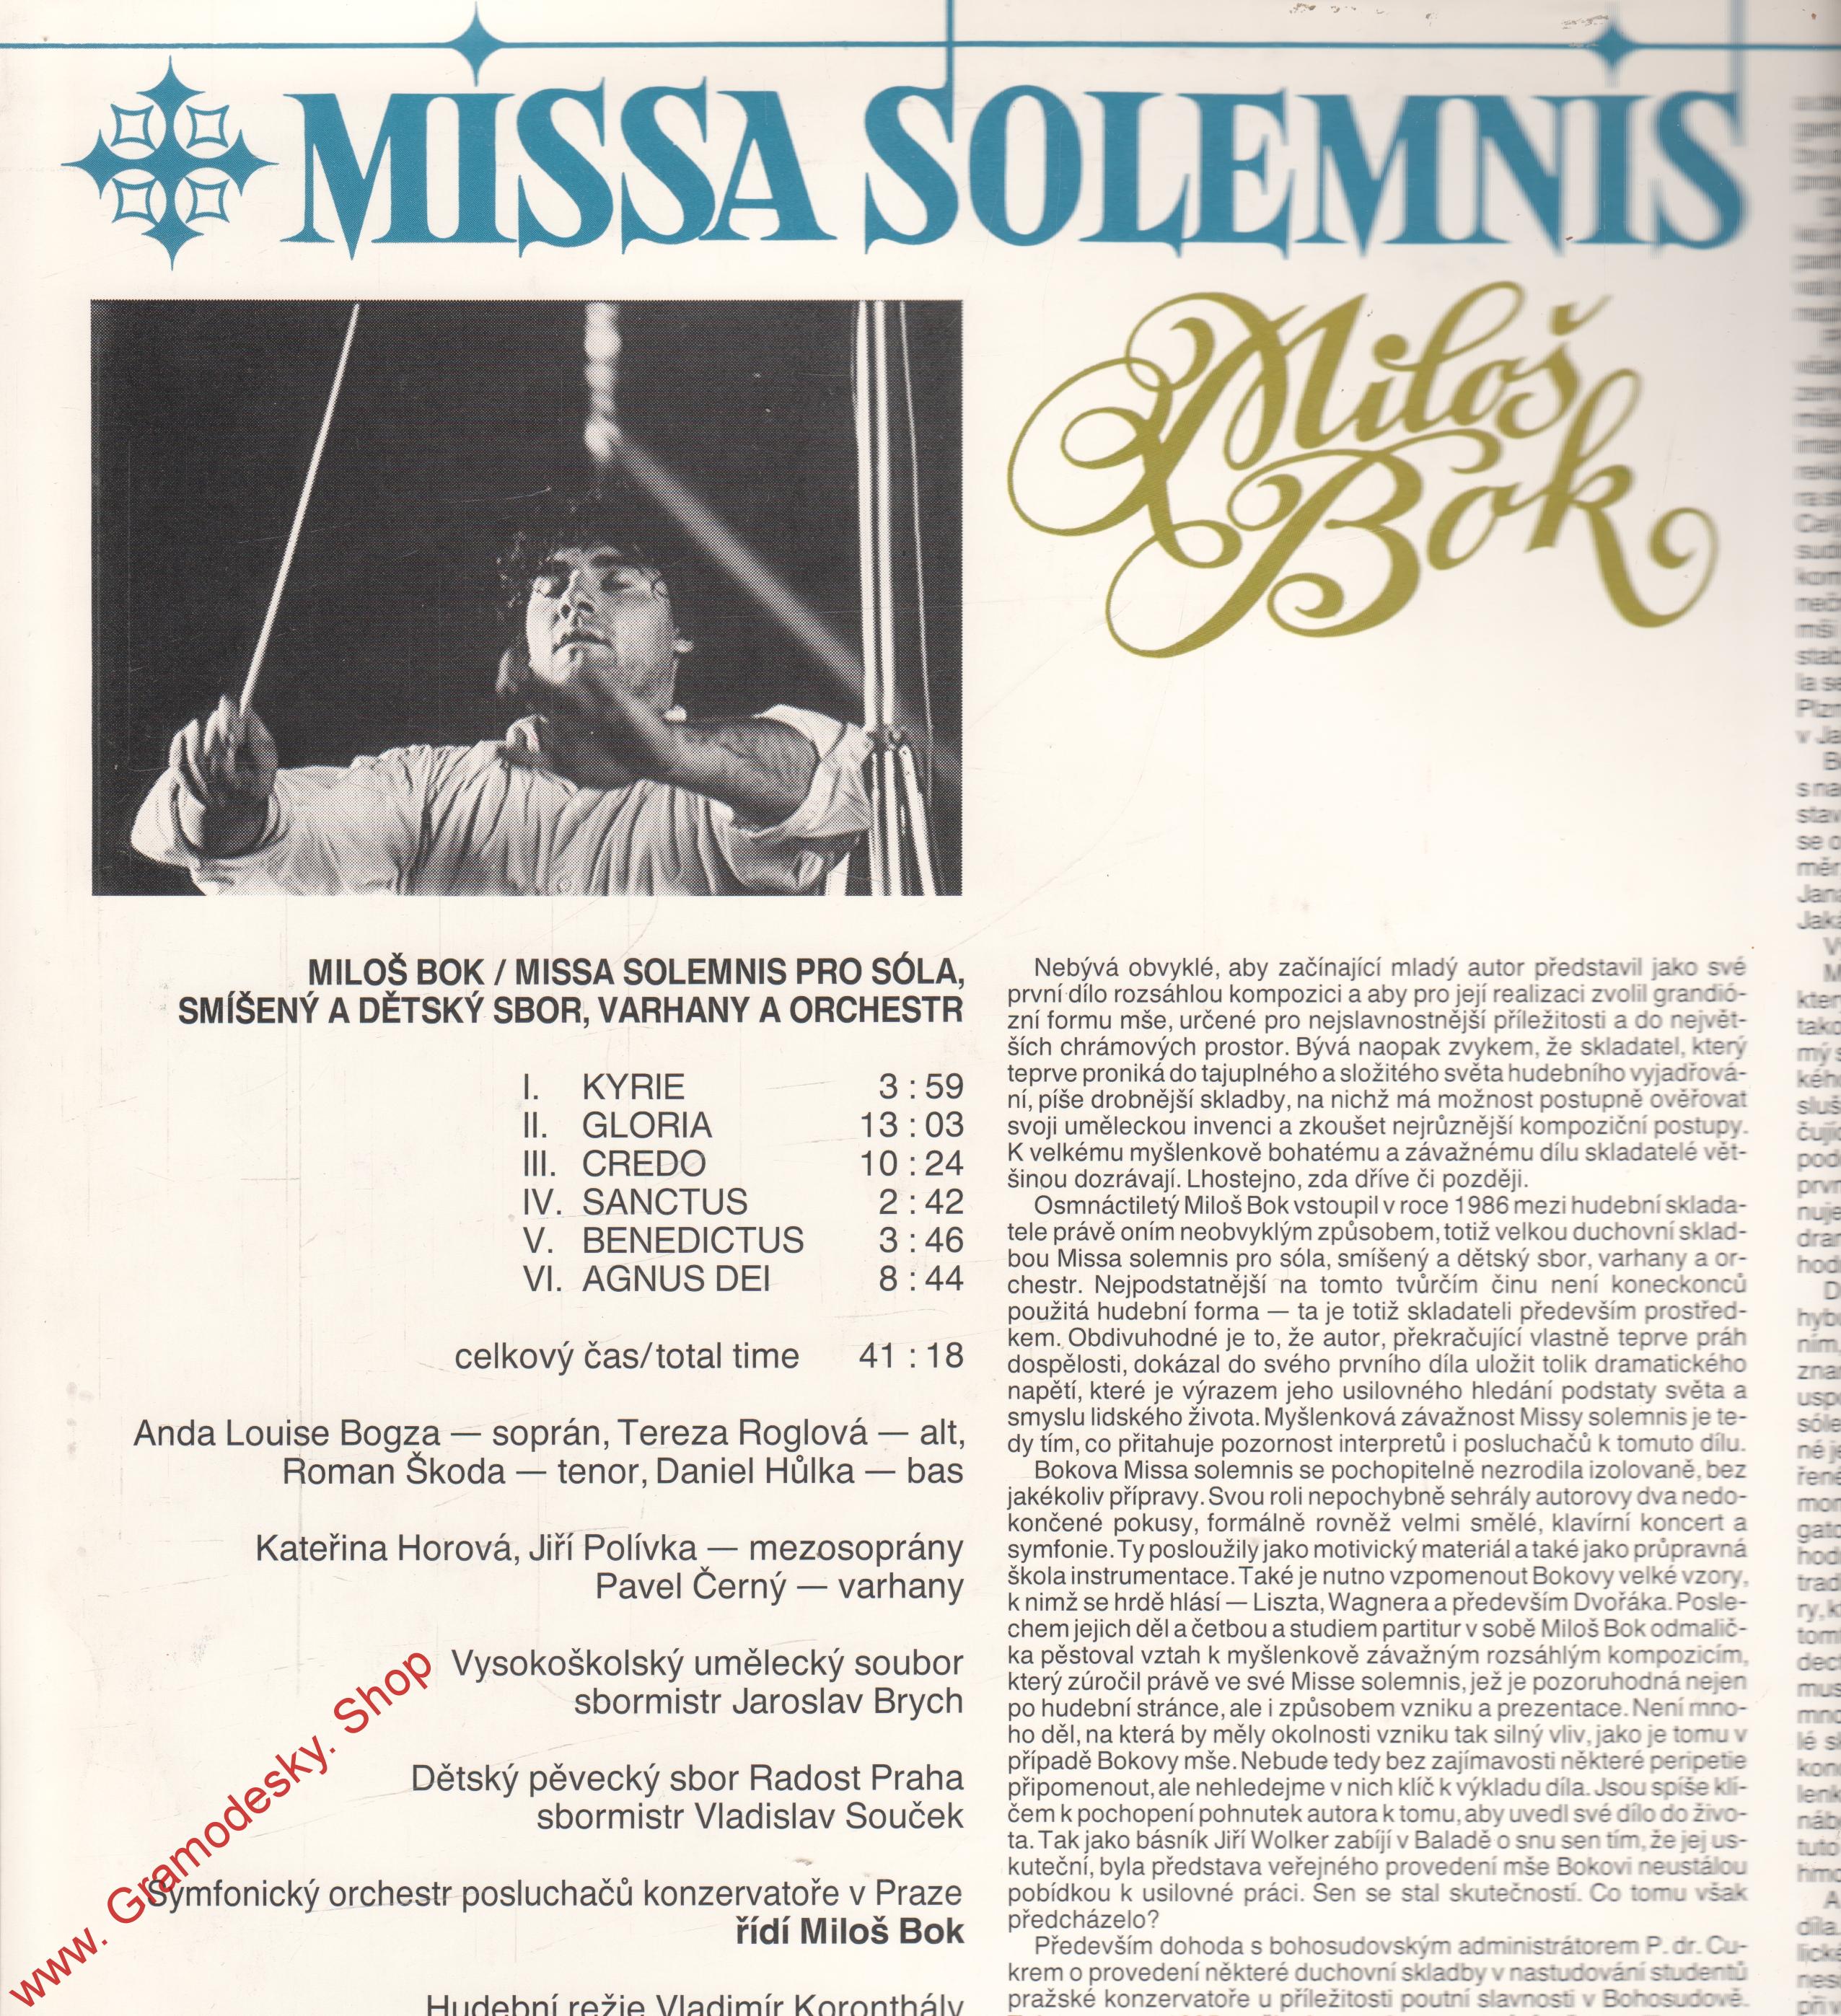 MISSA SOLEMNIS
Miloš
Bok
MILOŠ BOK / MISSA SOLEMNIS PRO SÓLA,
SMÍŠENÝ A DĚTSKÝ SBOR, VARHANY A ORCHESTR
I. KYRIE 3 : 59
II. GLORIA 13 : 03
III. CREDO 10 : 24
IV. SANCTUS 2 : 42
V. BENEDICTUS 3 : 46
VI. AGNUS DEI 8 : 44
celkový čas/total time 41 : 18
Anda Louise Bogza — soprán, Tereza Roglová — alt,
Roman Škoda — tenor, Daniel Hůlka — bas
Kateřina Horová, Jiří Polívka — mezosoprány
Pavel Černý — varhany
Vysokoškolský umělecký soubor
sbormistr Jaroslav Brych
Dětský pěvecký sbor Radost Praha
sbormistr Vladislav Souček
Symfonický orchestr posluchačů konzervatoře v Praze
řídí Miloš Bok
Hudební režie Vladimír Koronthály
www. Gramodesky. Shop
Nebývá obvyklé, aby začínající mladý autor představil jako své
první dílo rozsáhlou kompozici a aby pro její realizaci zvolil grandió-
zní formu mše, určené pro nejslavnostnější příležitosti a do největ-
ších chrámových prostor. Bývá naopak zvykem, že skladatel, který
teprve proniká do tajuplného a složitého světa hudebního vyjadřová-
ní, píše drobnější skladby, na nichž má možnost postupně ověřovat
svoji uměleckou invenci a zkoušet nejrůznější kompoziční postupy.
K velkému myšlenkově bohatému a závažnému dílu skladatelé vět-
šinou dozrávají. Lhostejno, zda dříve či později.
Osmnáctiletý Miloš Bok vstoupil v roce 1986 mezi hudební sklada-
tele právě oním neobvyklým způsobem, totiž velkou duchovní sklad-
bou Missa solemnis pro sóla, smíšený a dětský sbor, varhany a or-
chestr. Nejpodstatnější na tomto tvůrčím činu není koneckonců
použitá hudební forma — ta je totiž skladateli především prostřed-
kem. Obdivuhodné je to, že autor, překračující vlastně teprve práh
dospělosti, dokázal do svého prvního díla uložit tolik dramatického
napětí, které je výrazem jeho usilovného hledání podstaty světa a
smyslu lidského života. Myšlenková závažnost Missy solemnis je te-
dy tím, co přitahuje pozornost interpretů i posluchačů k tomuto dílu.
Bokova Missa solemnis se pochopitelně nezrodila izolovaně, bez
jakékoliv přípravy. Svou roli nepochybně sehrály autorovy dva nedo-
končené pokusy, formálně rovněž velmi smělé, klavírní koncert a
symfonie. Ty posloužily jako motivický materiál a také jako průpravná
škola instrumentace. Také je nutno vzpomenout Bokovy velké vzory,
k nimž se hrdě hlásí — Liszta, Wagnera a především Dvořáka. Posle-
chem jejich děl a četbou a studiem partitur v sobě Miloš Bok odmalič-
ka pěstoval vztah k myšlenkově závažným rozsáhlým kompozicím,
který zúročil právě ve své Misse solemnis, jež je pozoruhodná nejen
po hudební stránce, ale i způsobem vzniku a prezentace. Není mno-
ho děl, na která by měly okolnosti vzniku tak silný vliv, jako je tomu v
případě Bokovy mše. Nebude tedy bez zajímavosti některé peripetie
připomenout, ale nehledejme v nich klíč k výkladu díla. Jsou spíše klí-
čem k pochopení pohnutek autora k tomu, aby uvedl své dílo do živo-
ta. Tak jako básník Jiří Wolker zabíjí v Baladě o snu sen tím, že jej us-
kuteční, byla představa veřejného provedení mše Bokovi neustálou
pobídkou k usilovné práci. Sen se stal skutečností. Co tomu však
předcházelo?
Především dohoda s bohosudovským administrátorem P. dr. Cu-
krem o provedení některé duchovní skladby v nastudování studentů
pražské konzervatoře u příležitosti poutní slavnosti v Bohosudově.